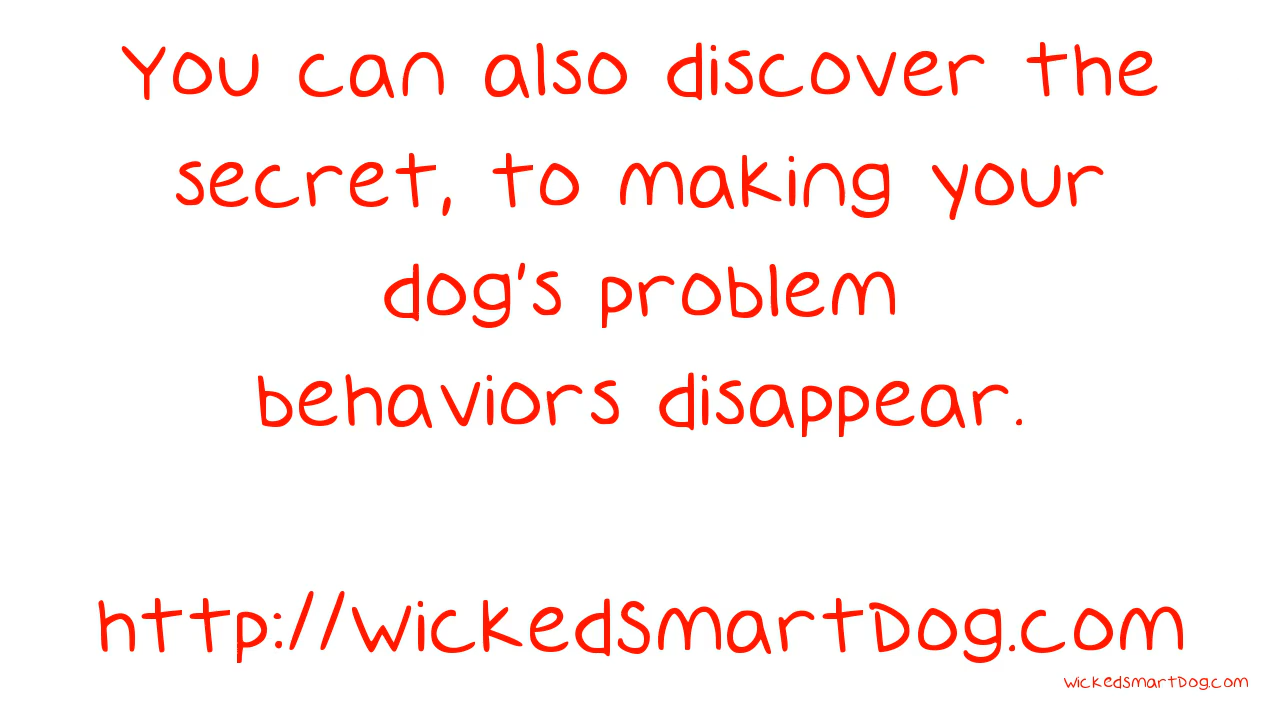 You can also discover the
secret, to making your
dog's problem
behaviors disappear.
http://WickedSmartDog.com
WickedSmartDog.com